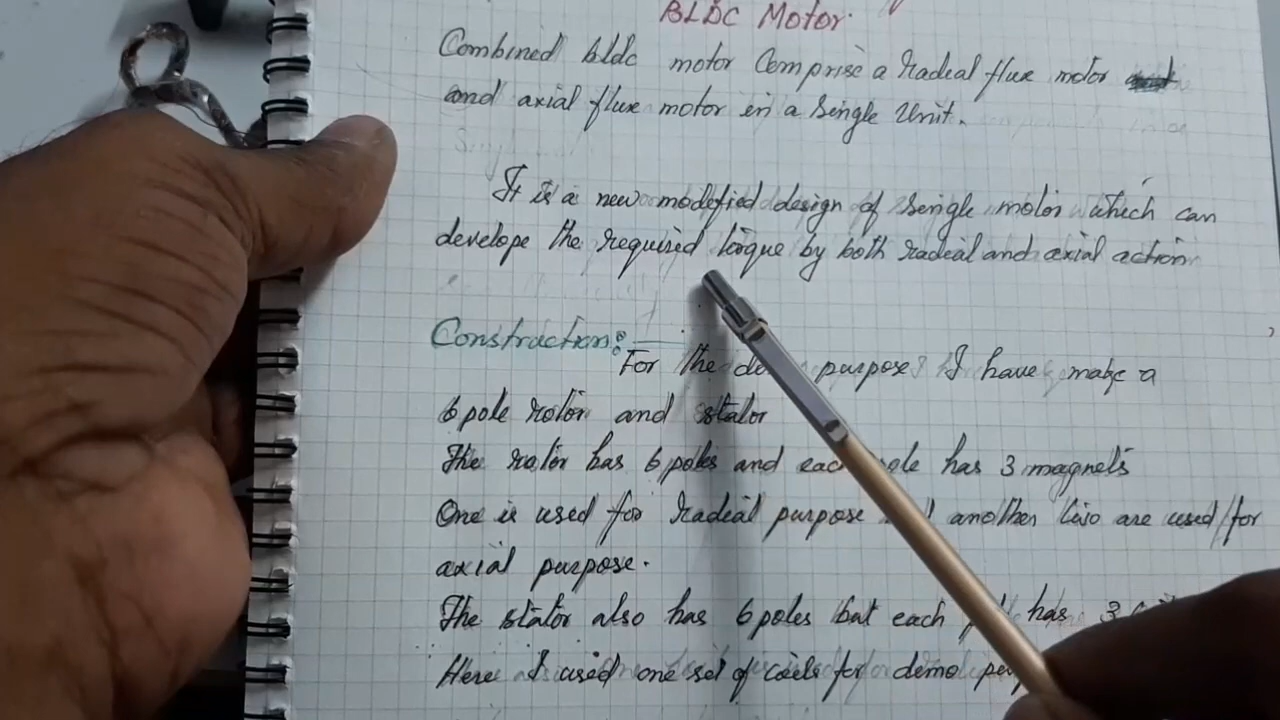 BLDC Motor.
Combined bldc motor Comprise a radial flux motor
and axial flux motor in a single Unit.
It is a new modified design of single motor which can
develope the required torque by both radial and axial action
Construction:
For the purpose I have make a
6 pole rotor and stator
The rotor has 6 poles and each pole has 3 magnets
One is used for radial purpose another two are used for
axial purpose.
The stator also has 6 poles but each has 3
Here I used one set of coils for demo